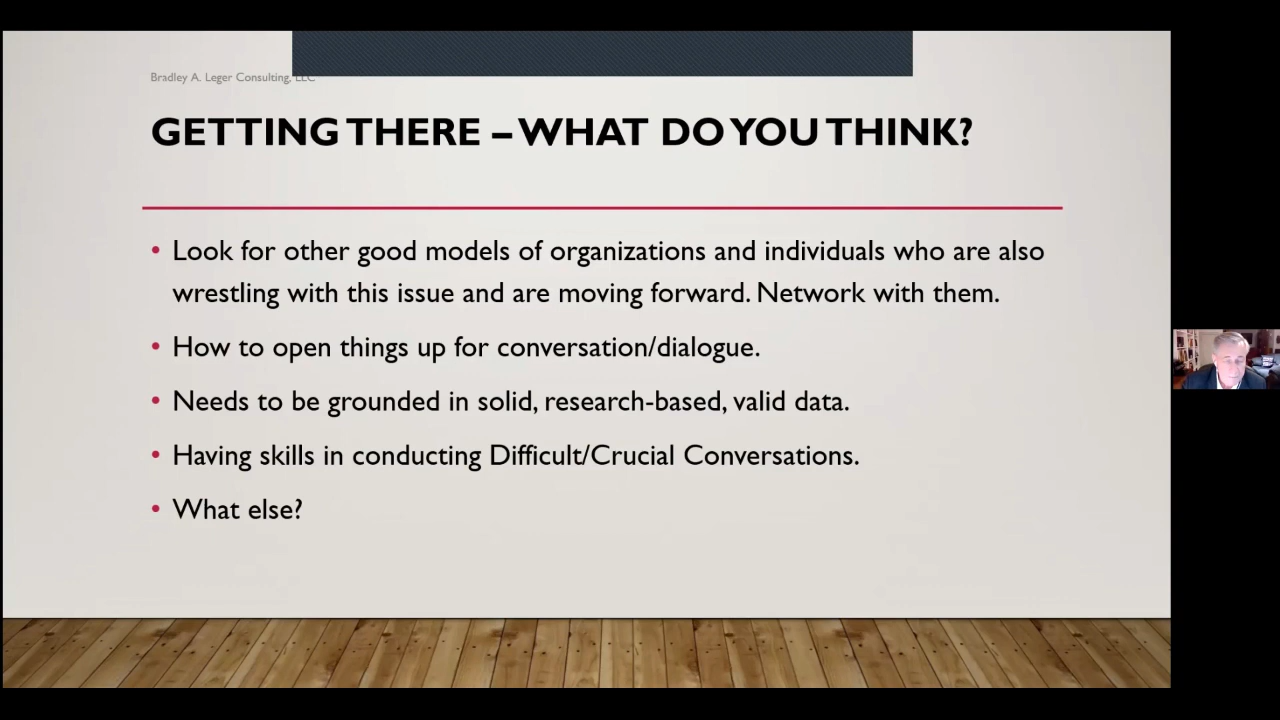 Bradley A. Leger Consulting, LLC
GETTING THERE – WHAT DO YOU THINK?
• Look for other good models of organizations and individuals who are also
wrestling with this issue and are moving forward. Network with them.
• How to open things up for conversation/dialogue.
• Needs to be grounded in solid, research-based, valid data.
• Having skills in conducting Difficult/Crucial Conversations.
• What else?